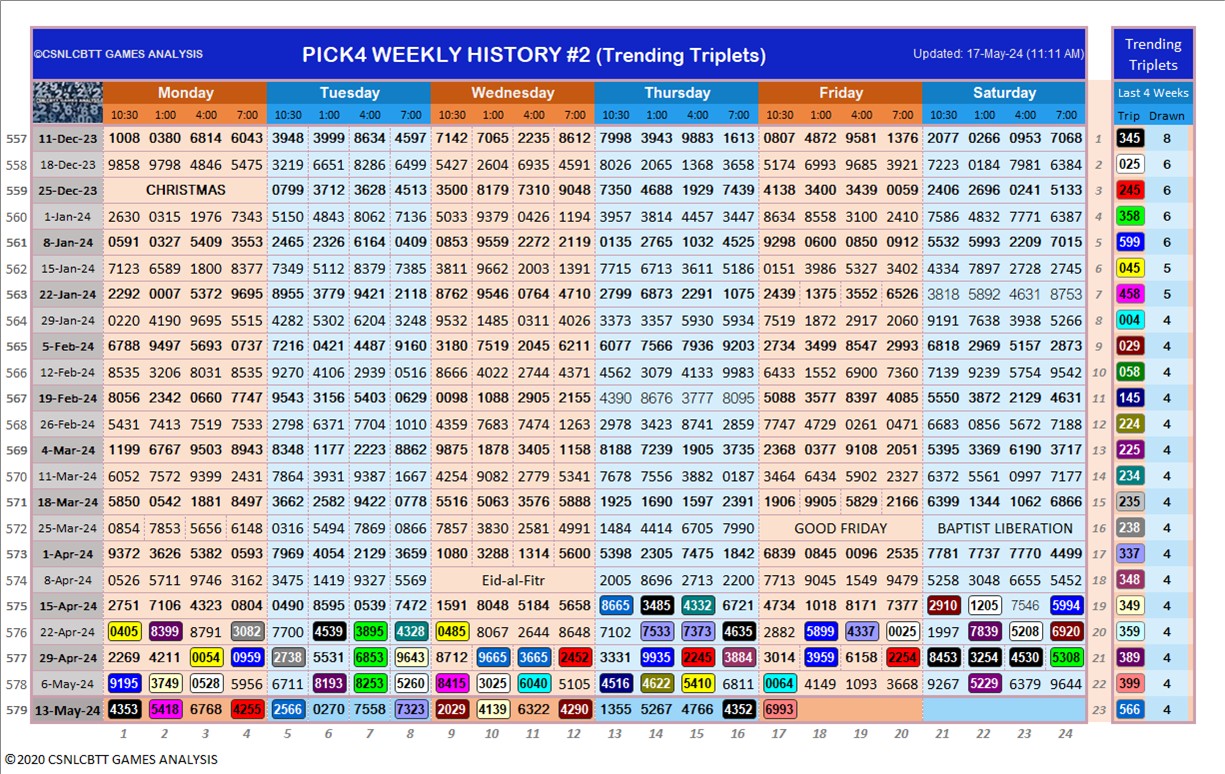 ©CSNLCBTT GAMES ANALYSIS PICK4 WEEKLY HISTORY #2 (Trending Triplets) Updated: 17-May-24 (11:11 AM) Trending Triplets
Monday Tuesday Wednesday Thursday Friday Saturday Last 4 Weeks
10:30 1:00 4:00 7:00 10:30 1:00 4:00 7:00 10:30 1:00 4:00 7:00 10:30 1:00 4:00 7:00 10:30 1:00 4:00 7:00 10:30 1:00 4:00 7:00 Trip Drawn
557 11-Dec-23 1008 0380 6814 6043 3948 3999 8634 4597 7142 7065 2235 8612 7998 3943 9883 1613 0807 4872 9581 1376 2077 0266 0953 7068 1 345 8
558 18-Dec-23 9858 9798 4846 5475 3219 6651 8286 6499 5427 2604 6935 4591 8026 2065 1368 3658 5174 6993 9685 3921 7223 0184 7981 6384 2 025 6
559 25-Dec-23 CHRISTMAS 0799 3712 3628 4513 3500 8179 7310 9048 7350 4688 1929 7439 4138 3400 3439 0059 2406 2696 0241 5133 3 245 6
560 1-Jan-24 2630 0315 1976 7343 5150 4843 8062 7136 5033 9379 0426 1194 3957 3814 4457 3447 8634 8558 3100 2410 7586 4832 7771 6387 4 358 6
561 8-Jan-24 0591 0327 5409 3553 2465 2326 6164 0409 0853 9559 2272 2119 0135 2765 1032 4525 9298 0600 0850 0912 5532 5993 2209 7015 5 599 6
562 15-Jan-24 7123 6589 1800 8377 7349 5112 8379 7385 3811 9662 2003 1391 7715 6713 3611 5186 0151 3986 5327 3402 4334 7897 2728 2745 6 045 5
563 22-Jan-24 2292 0007 5372 9695 8955 3779 9421 2118 3762 9546 0764 4710 2799 6873 2291 1075 2439 1375 3552 6526 3818 5892 4631 8753 7 458 5
564 29-Jan-24 0220 4190 9695 5515 4282 5302 6204 3248 9532 1485 0311 4026 3373 3357 5930 5934 7519 1872 2917 2060 9191 7638 3938 5266 8 004 4
565 5-Feb-24 6788 9497 5693 0737 7216 0421 4487 9160 3180 7519 2045 6211 6077 7566 7936 9203 2734 3499 8547 2993 6818 2969 5157 2873 9 029 4
566 12-Feb-24 8535 3206 8031 8535 9270 4106 2939 0516 8666 4022 2744 4371 4562 3079 4133 9983 6433 1552 6900 7360 7139 9239 5754 9542 10 058 4
567 19-Feb-24 8056 2342 0660 7747 9543 3156 5403 0629 0098 1088 2905 2155 4390 8676 3777 8095 5088 3577 8397 4085 5550 3872 2129 4631 11 145 4
568 26-Feb-24 5431 7413 7519 7533 2798 6371 7704 1010 4359 7683 7474 1263 2978 3423 8741 2859 7747 4729 0261 0471 6683 0856 5672 7188 12 224 4
569 4-Mar-24 1199 6767 9503 8943 8348 1177 2223 8862 9875 1878 3405 1158 8188 7239 1905 3735 2368 0377 9108 2051 5395 3369 6190 3717 13 225 4
570 11-Mar-24 6052 7572 9399 2431 7864 3931 9387 1667 4254 9082 2779 5341 7678 7556 3884 0187 3464 6434 5902 2327 6372 5561 0997 7177 14 234 4
571 18-Mar-24 5850 0542 1881 8497 3662 2582 9422 0778 5516 5063 3576 5888 1925 1690 1597 2391 1906 9905 5829 2166 6399 1344 1062 6866 15 235 4
572 25-Mar-24 0854 7853 5656 6148 0316 5494 7869 0866 7857 3830 2581 4991 1484 4414 6705 7990 GOOD FRIDAY BAPTIST LIBERATION 16 238 4
573 1-Apr-24 9372 3626 5382 0593 7969 4054 2129 3659 1080 3288 1314 5600 5398 2305 7475 1842 6839 0845 0096 2535 7781 7737 7770 4499 17 337 4
574 8-Apr-24 0526 5711 9746 3162 3475 1419 9327 5569 Eid-al-Fitr 2005 8696 2713 2200 7713 9045 1549 9479 5258 3048 6655 5452 18 348 4
575 15-Apr-24 2751 7106 4323 0804 0490 8595 0539 7472 1591 8048 5184 5658 8665 3485 4332 6721 4734 1018 8171 7377 2910 1205 7546 5994 19 349 4
576 22-Apr-24 0405 8399 8791 3082 7700 4539 3895 4328 0485 8067 2644 8648 7102 7533 7373 4635 2882 5899 4337 0025 1997 7839 5208 6920 20 359 4
577 29-Apr-24 2269 4211 0054 0959 2738 5531 6853 9643 8712 9665 3665 2452 3331 9935 2245 3884 3014 3959 6158 2254 8453 3254 4530 5308 21 389 4
578 6-May-24 9195 3749 0528 5956 6711 8193 8253 5260 8415 3025 6040 5105 4516 4622 5410 6811 0064 4149 1093 3668 9267 5229 6379 9644 22 399 4
579 13-May-24 4353 5418 6768 4255 2566 0270 7558 7323 2029 4139 6322 4290 1355 5267 4766 4352 6993 23 566 4
1 2 3 4 5 6 7 8 9 10 11 12 13 14 15 16 17 18 19 20 21 22 23 24
©2020 CSNLCBTT GAMES ANALYSIS